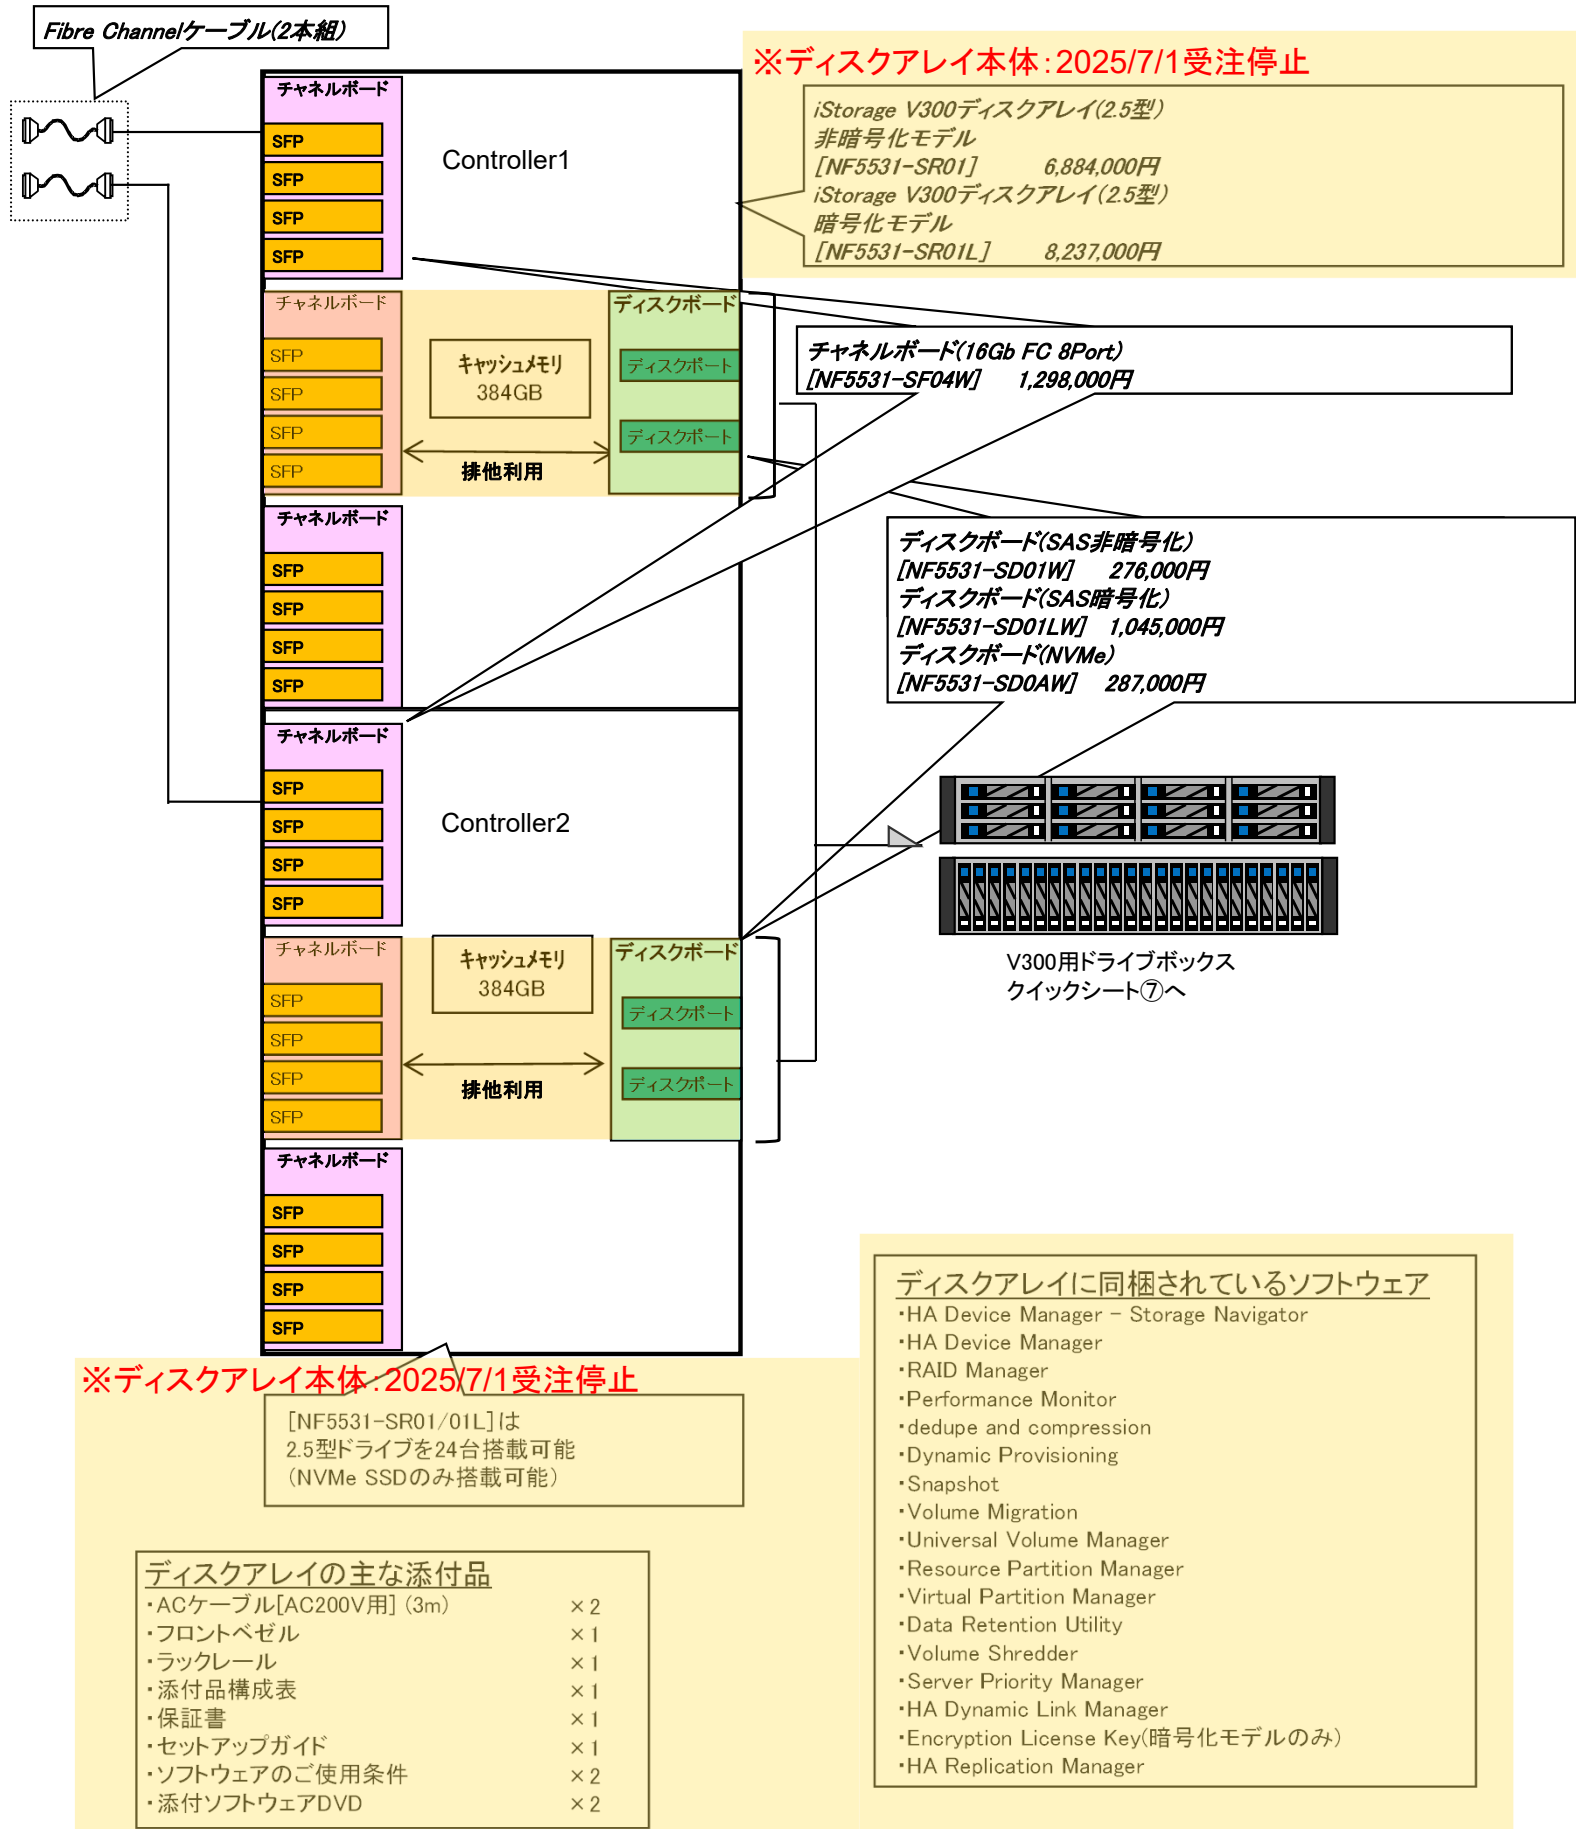 Fibre Channelケーブル(2本組)
※ディスクアレイ本体：2025/7/1受注停止
iStorage V300ディスクアレイ(2.5型)
非暗号化モデル
[NF5531-SR01] 6,884,000円
iStorage V300ディスクアレイ(2.5型)
暗号化モデル
[NF5531-SR01L] 8,237,000円
チャネルボード
SFP
SFP
SFP
SFP
Controller1
チャネルボード
SFP
SFP
SFP
SFP
キャッシュメモリ
384GB
排他利用
ディスクボード
ディスクポート
ディスクポート
チャネルボード(16Gb FC 8Port)
[NF5531-SF04W] 1,298,000円
チャネルボード
SFP
SFP
SFP
SFP
ディスクボード(SAS非暗号化)
[NF5531-SD01W] 276,000円
ディスクボード(SAS暗号化)
[NF5531-SD01LW] 1,045,000円
ディスクボード(NVMe)
[NF5531-SD0AW] 287,000円
チャネルボード
SFP
SFP
SFP
SFP
Controller2
チャネルボード
SFP
SFP
SFP
SFP
キャッシュメモリ
384GB
排他利用
ディスクボード
ディスクポート
ディスクポート
V300用ドライブボックス
クイックシート⑦へ
チャネルボード
SFP
SFP
SFP
SFP
※ディスクアレイ本体：2025/7/1受注停止
[NF5531-SR01/01L]は
2.5型ドライブを24台搭載可能
(NVMe SSDのみ搭載可能)
ディスクアレイの主な添付品
・ACケーブル[AC200V用] (3m) ×2
・フロントベゼル ×1
・ラックレール ×1
・添付品構成表 ×1
・保証書 ×1
・セットアップガイド ×1
・ソフトウェアのご使用条件 ×2
・添付ソフトウェアDVD ×2
ディスクアレイに同梱されているソフトウェア
・HA Device Manager - Storage Navigator
・HA Device Manager
・RAID Manager
・Performance Monitor
・dedupe and compression
・Dynamic Provisioning
・Snapshot
・Volume Migration
・Universal Volume Manager
・Resource Partition Manager
・Virtual Partition Manager
・Data Retention Utility
・Volume Shredder
・Server Priority Manager
・HA Dynamic Link Manager
・Encryption License Key(暗号化モデルのみ)
・HA Replication Manager